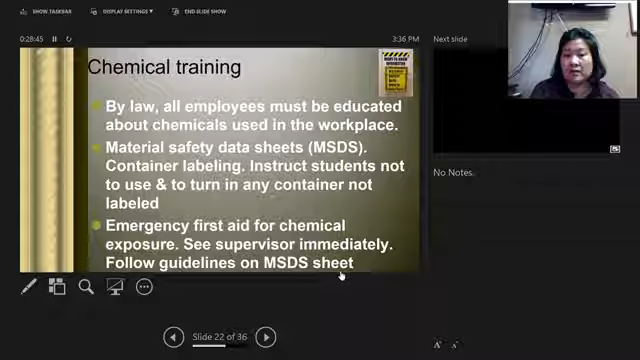 SHOW TASKBAR
DISPLAY SETTINGS ▼
END SLIDE SHOW
0:28:45
3:36 PM
Next slide
Chemical training
By law, all employees must be educated
about chemicals used in the workplace.
Material safety data sheets (MSDS).
Container labeling. Instruct students not
to use & to turn in any container not
labeled
Emergency first aid for chemical
exposure. See supervisor immediately.
Follow guidelines on MSDS sheet
No Notes.
Slide 22 of 36
A A